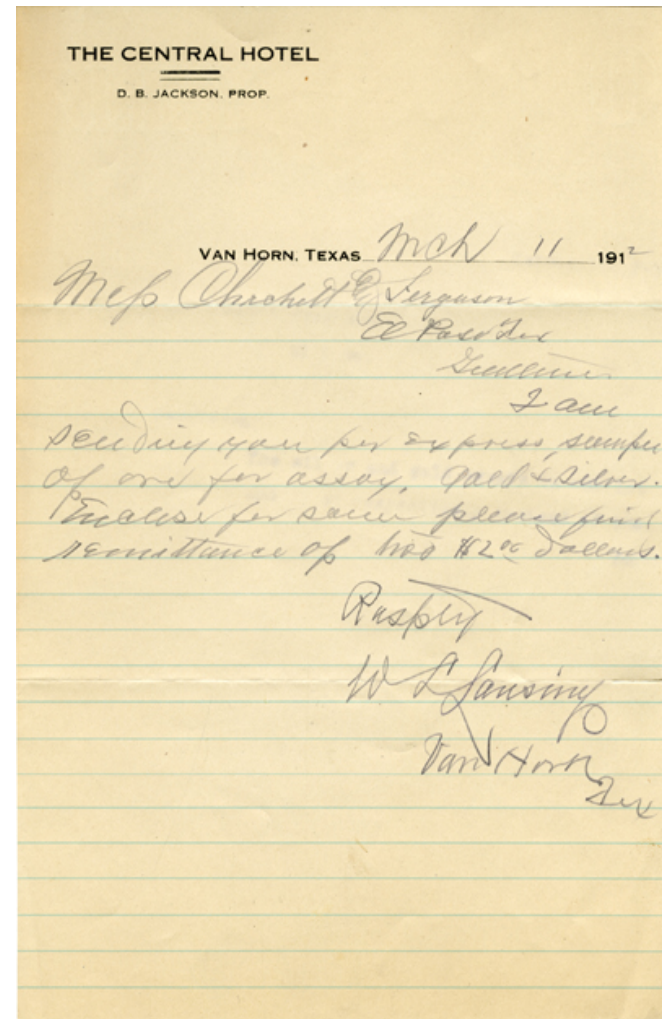 THE CENTRAL HOTEL
D. B. JACKSON. PROP.
VAN HORN, TEXAS Mch 11 1912
Mess Chrchett & Ferguson
El Paso Tex
Gentlemen
I am
sending you per express, sample
of ore for assay, Gold & Silver.
Enclose for same please find
remittance of two $2.00 Dollars.
Resply
W L Lansing
Van Horn
Tex